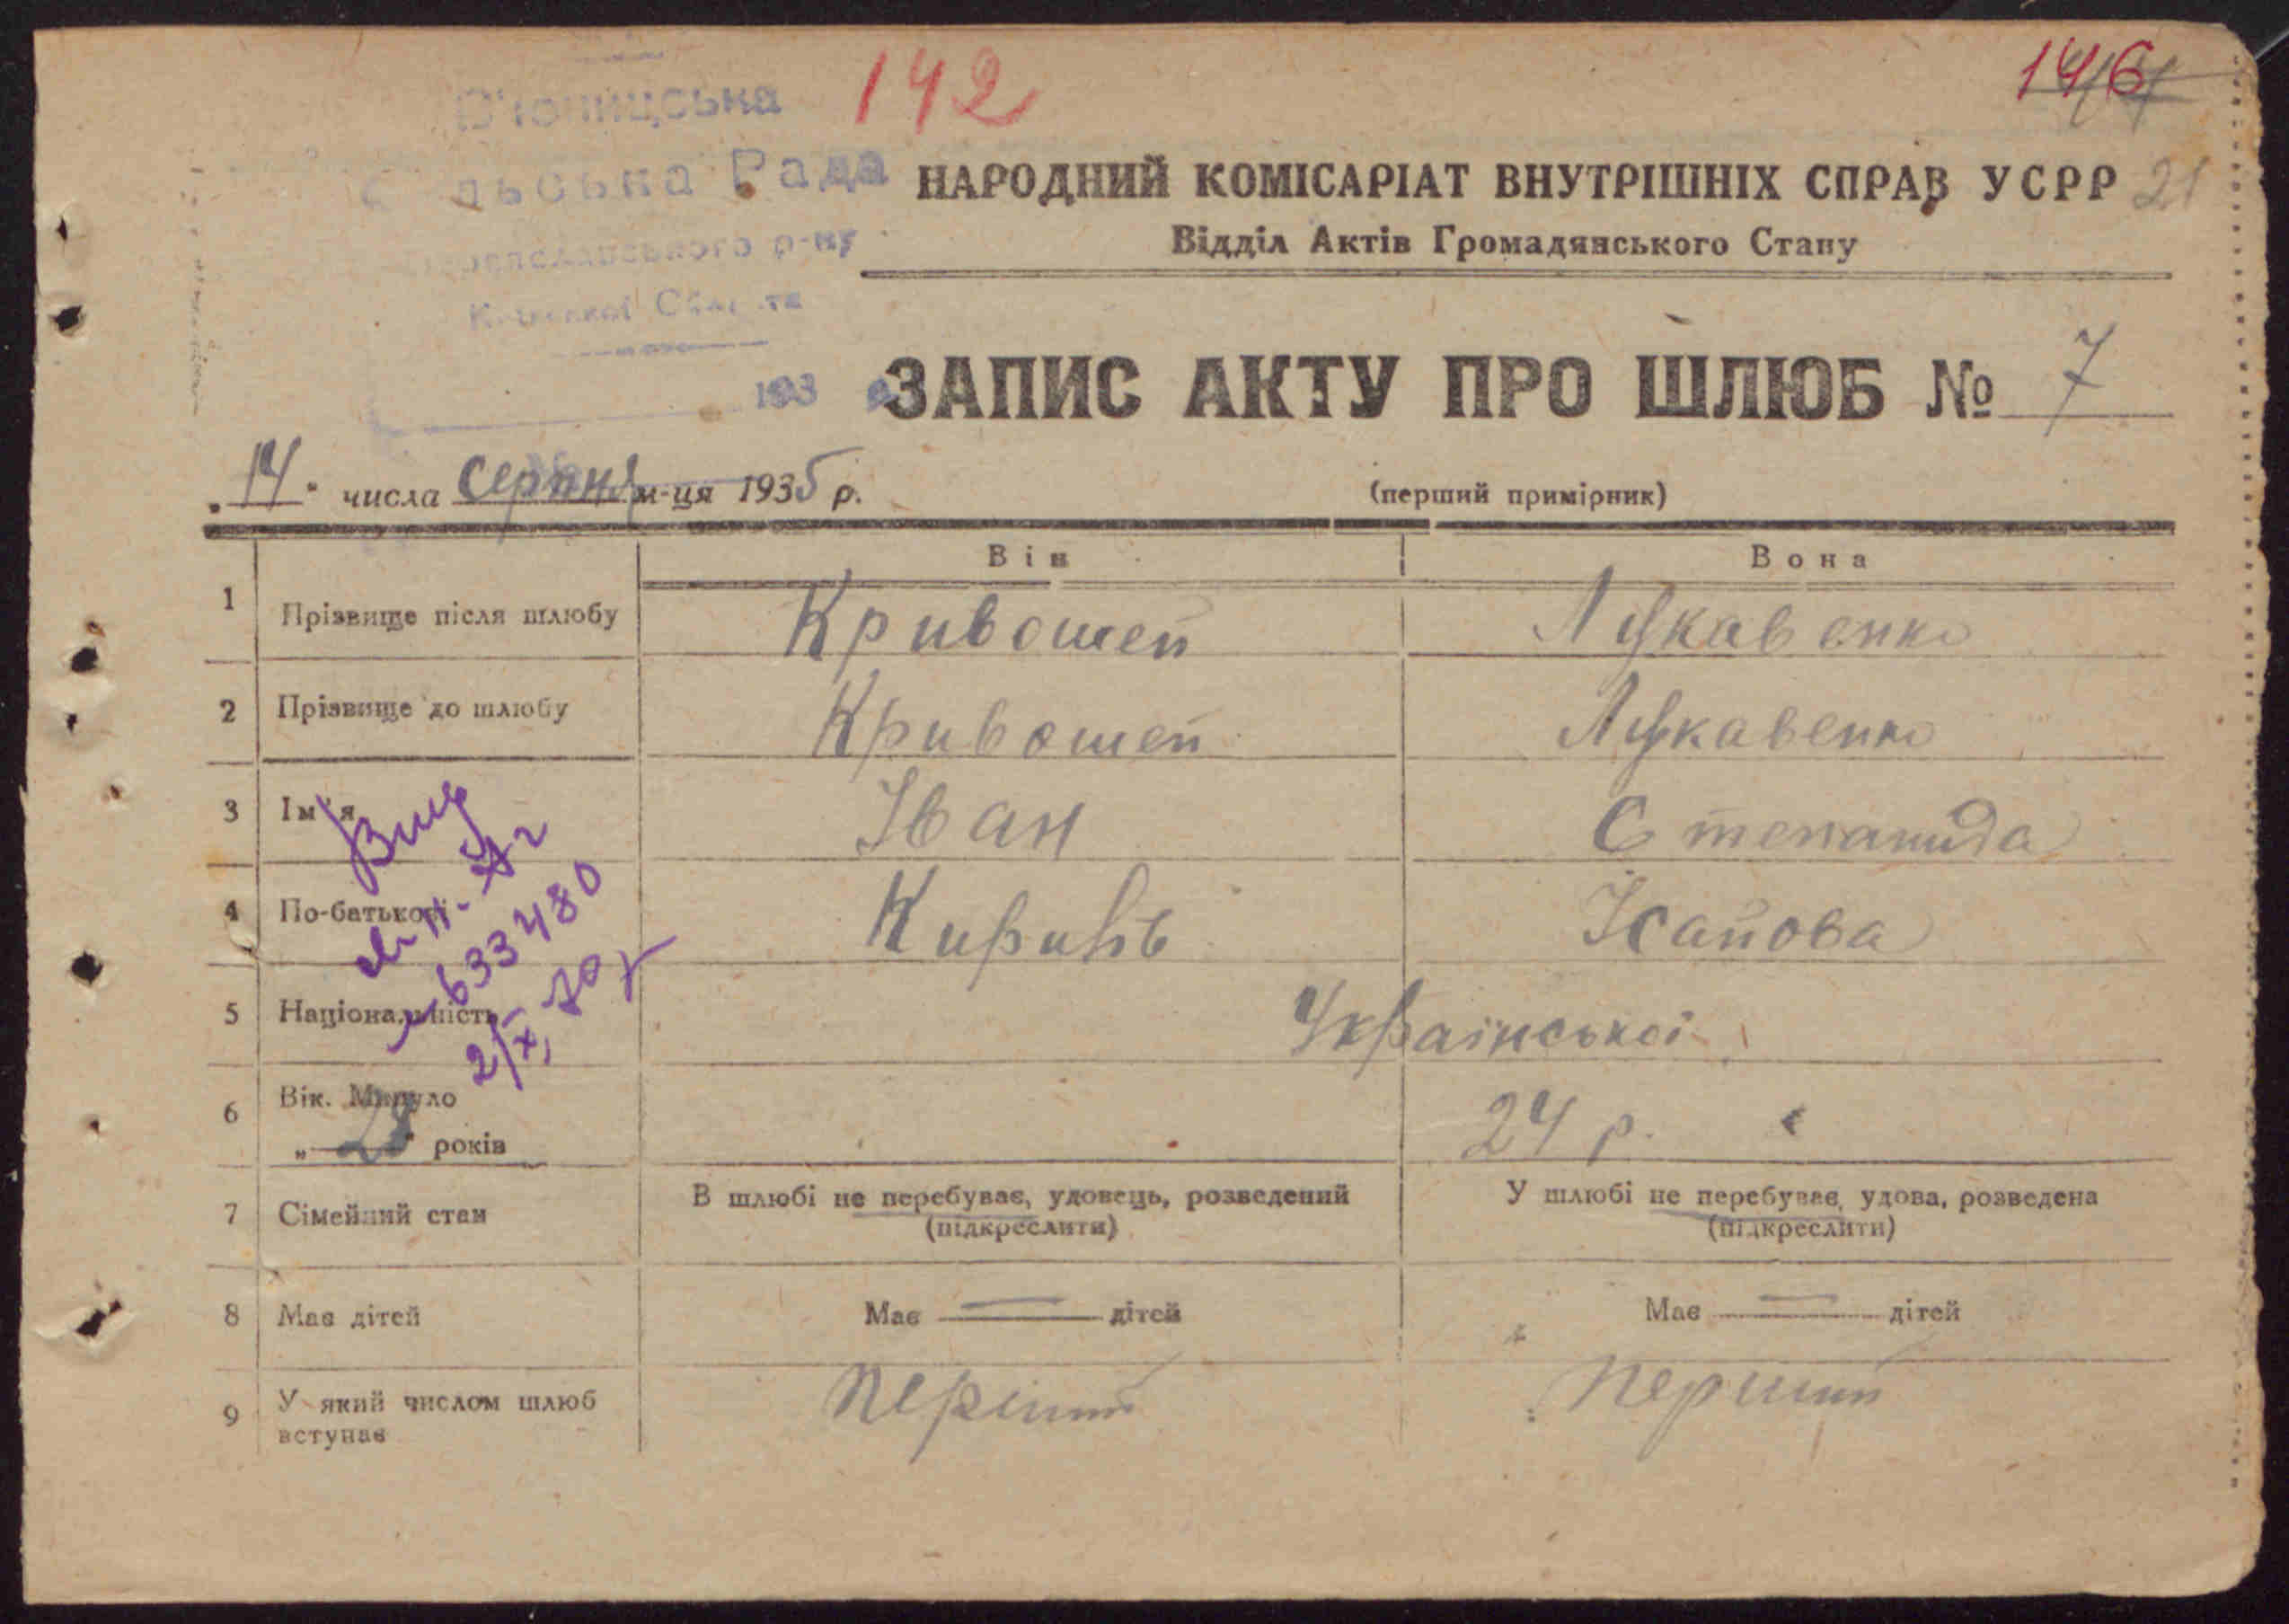 142
146
В'юницська
Рада
р-ну
193
НАРОДНИЙ КОМІСАРІАТ ВНУТРІШНІХ СПРАВ УСРР 21
Відділ Актів Громадянського Стану
ЗАПИС АКТУ ПРО ШЛЮБ № 7
„14" числа серпня м-ця 1935 р.
(перший примірник)
Він Вона
1 Прізвище після шлюбу Кривошей Лукавенко
2 Прізвище до шлюбу Кривошей Лукавенко
3 Ім'я Іван Степанида
4 По-батькові Кирилів Ісайова
5 Національність Української
6 Вік. Минуло
„28" років 24 р.
7 Сімейний стан В шлюбі не перебуває, удовець, розведений У шлюбі не перебуває, удова, розведена
(підкреслити) (підкреслити)
8 Має дітей Має — дітей Має — дітей
9 У який числом шлюб вступає перший перший
633480